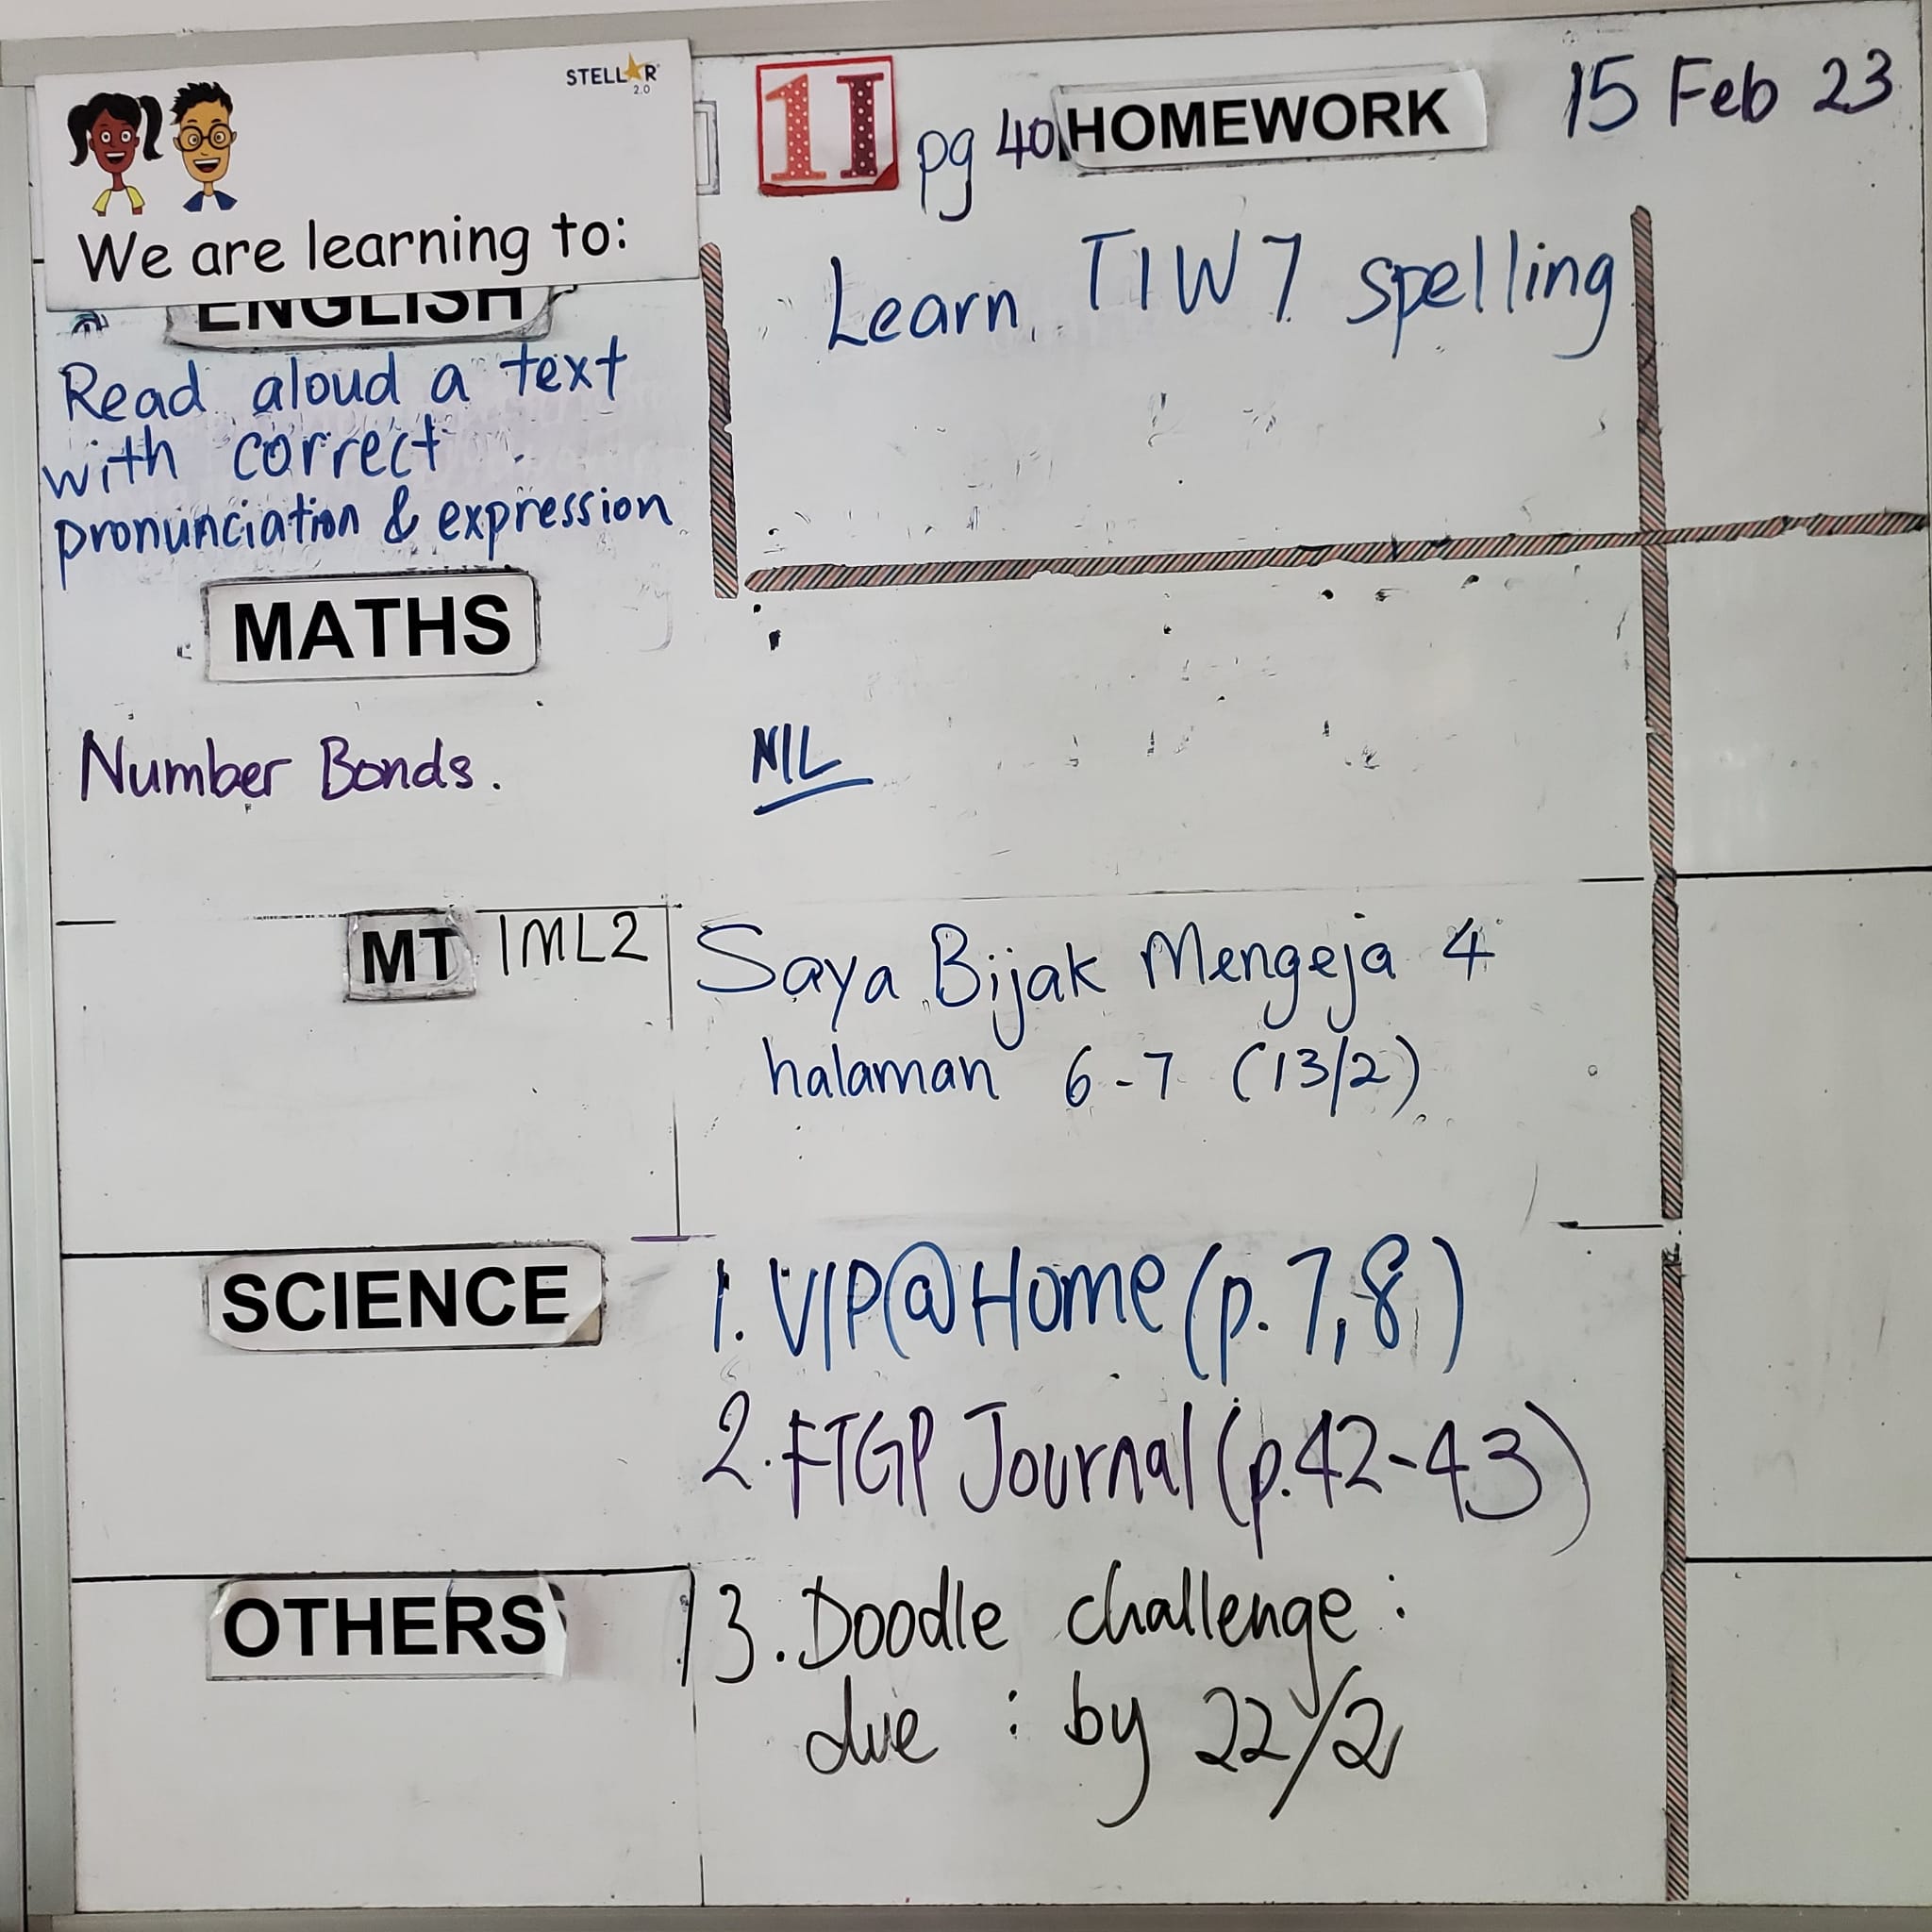 STELLAR 2.0
We are learning to:
1I pg 40 HOMEWORK 15 Feb 23
ENGLISH
Read aloud a text
with correct
pronunciation & expression
Learn T1W7 spelling
MATHS
Number Bonds.
NIL
MT 1ML2
Saya Bijak Mengeja 4
halaman 6-7 (13/2)
SCIENCE
1. VIP@Home (p. 7,8)
2. FTGP Journal (p.42-43)
OTHERS
3. Doodle challenge :
due : by 22/2